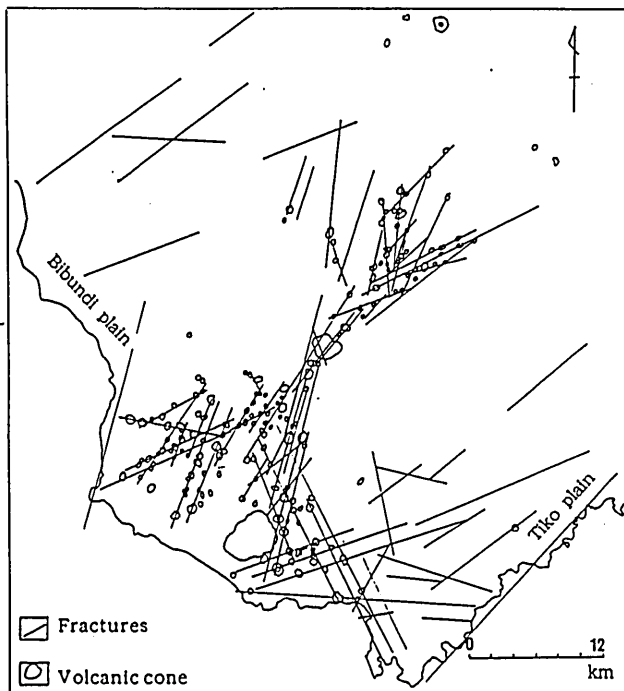 Bibundi plain
Tiko plain
Fractures
Volcanic cone
0 12
km